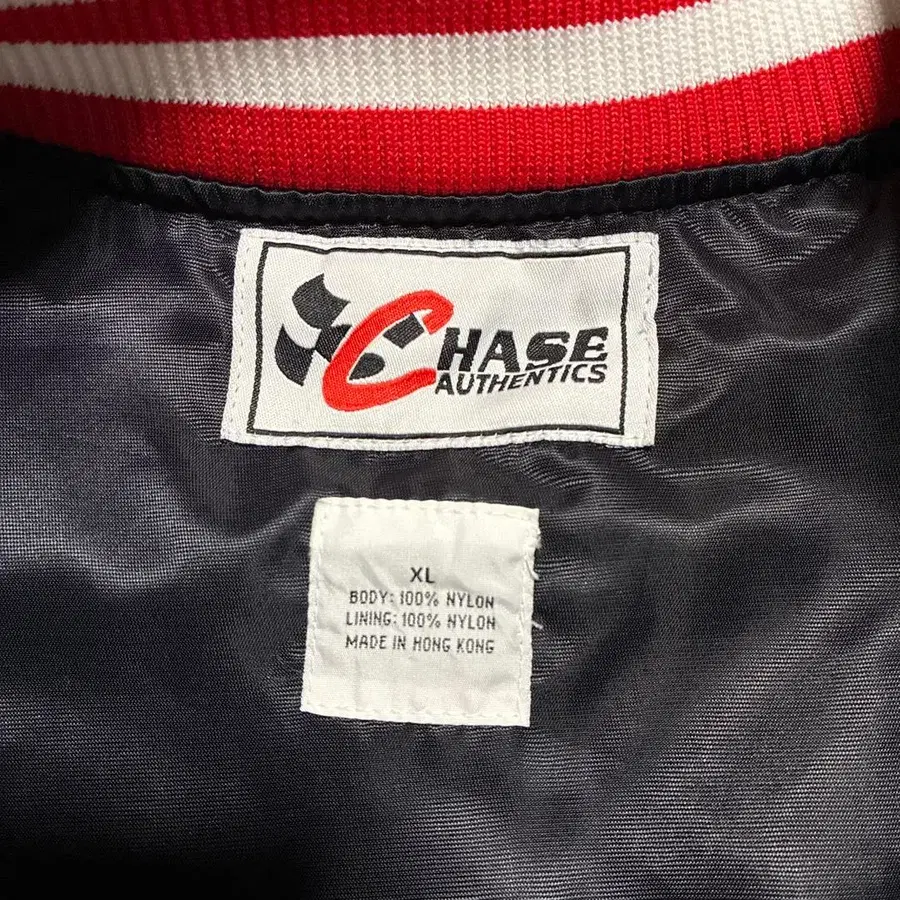 CHASE
AUTHENTICS
XL
BODY: 100% NYLON
LINING: 100% NYLON
MADE IN HONG KONG